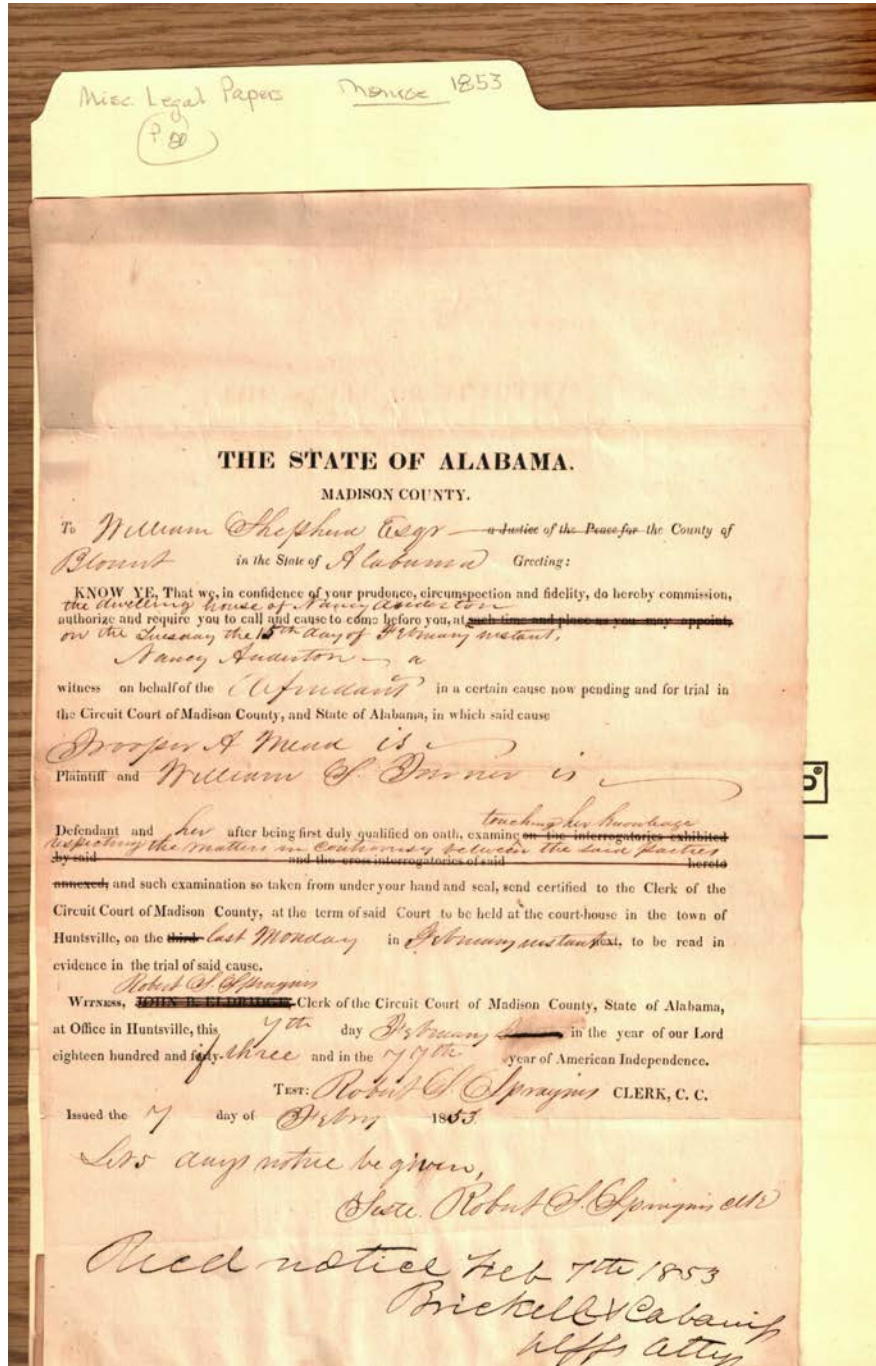 Misc. Legal Papers Monroe 1853
P. 80
THE STATE OF ALABAMA.
MADISON COUNTY.
To William Shepherd Esqr a Justice of the Peace for the County of
Blount in the State of Alabama Greeting:
KNOW YE, That we, in confidence of your prudence, circumspection and fidelity, do hereby commission,
the dwelling house of Nancy Anderton
authorize and require you to call and cause to come before you, at such time and place as you may appoint,
on the Tuesday the 15th day of February instant,
Nancy Anderton a
witness on behalf of the Defendant in a certain cause now pending and for trial in
the Circuit Court of Madison County, and State of Alabama, in which said cause
A Mead is
Plaintiff and William S. is
touching her knowledge
Defendant and her after being first duly qualified on oath, examine on the interrogatories exhibited
respecting the matters in controversy between the said parties
by said and the cross interrogatories of said hereto
annexed, and such examination so taken from under your hand and seal, send certified to the Clerk of the
Circuit Court of Madison County, at the term of said Court to be held at the court-house in the town of
Huntsville, on the third last Monday in February instant next, to be read in
evidence in the trial of said cause.
Robert S. Spragins
WITNESS, JOHN B. ELDRIDGE Clerk of the Circuit Court of Madison County, State of Alabama,
at Office in Huntsville, this 7th day February in the year of our Lord
eighteen hundred and fifty-three and in the 77th year of American Independence.
TEST: Robert S. Spragins CLERK, C. C.
Issued the 7 day of Febry 1853
Let 5 days notice be given,
Teste. Robert S. Spragins clk
Recd notice Feb 7th 1853
Brickell & Cabaniss
plffs attys